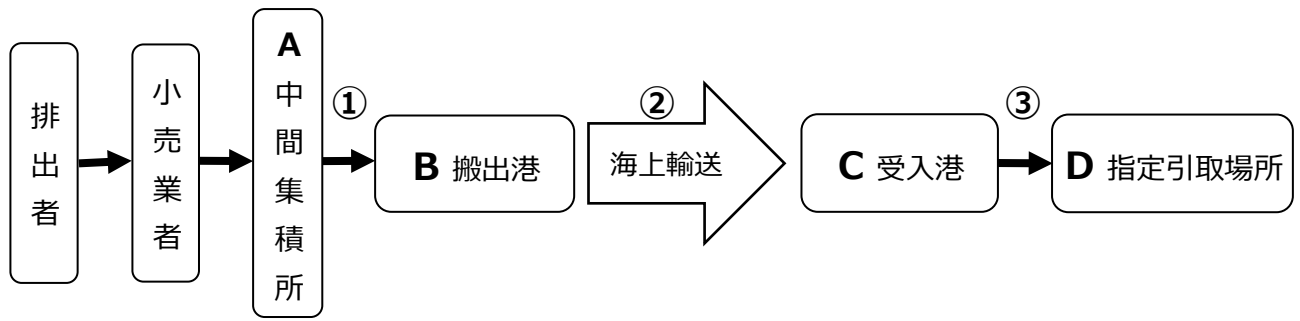 排出者
小売業者
A
中間集積所
①
B 搬出港
②
海上輸送
C 受入港
③
D 指定引取場所